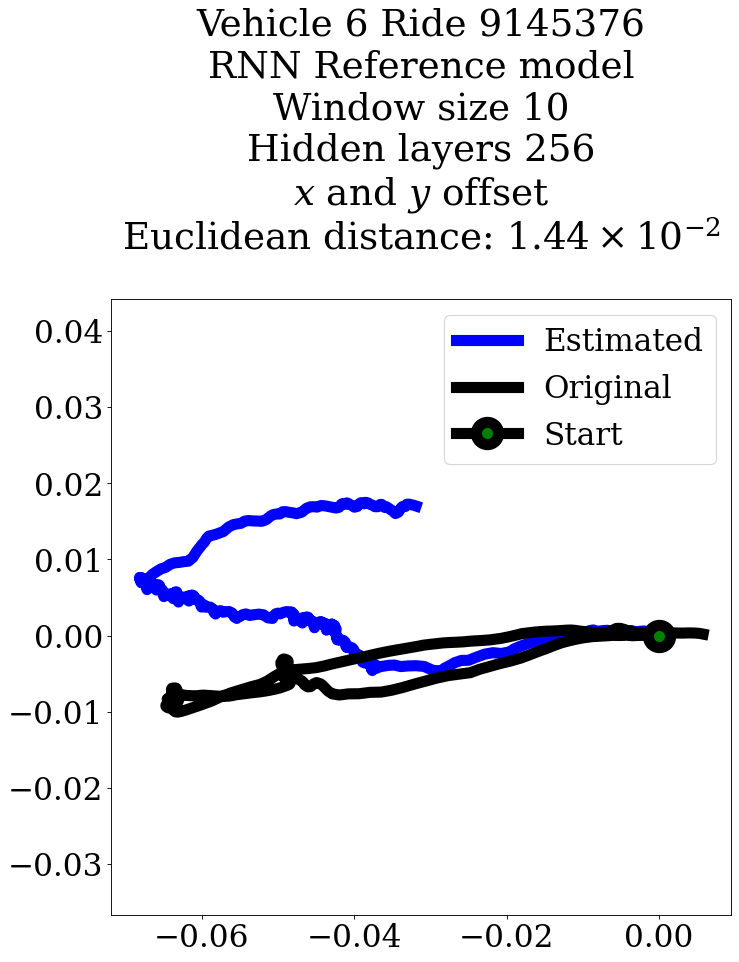 Vehicle 6 Ride 9145376
RNN Reference model
Window size 10
Hidden layers 256
x and y offset
Euclidean distance: 1.44 × 10⁻²
Estimated
Original
Start
0.04
0.03
0.02
0.01
0.00
−0.01
−0.02
−0.03
−0.06 −0.04 −0.02 0.00